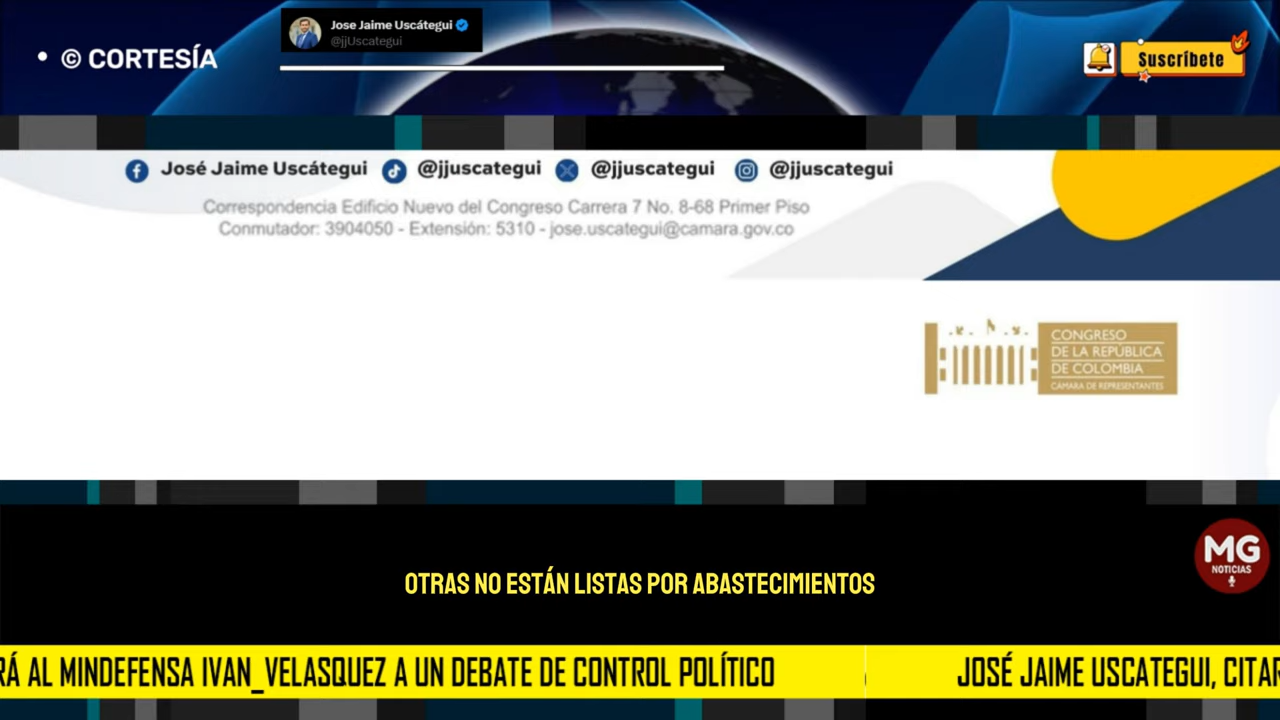 Jose Jaime Uscátegui
@jjUscategui
• © CORTESÍA
Suscríbete
José Jaime Uscátegui @jjuscategui @jjuscategui @jjuscategui
Correspondencia Edificio Nuevo del Congreso Carrera 7 No. 8-68 Primer Piso
Conmutador: 3904050 - Extensión: 5310 - jose.uscategui@camara.gov.co
CONGRESO
DE LA REPÚBLICA
DE COLOMBIA
CÁMARA DE REPRESENTANTES
MG
NOTICIAS
OTRAS NO ESTÁN LISTAS POR ABASTECIMIENTOS
RÁ AL MINDEFENSA IVAN_VELASQUEZ A UN DEBATE DE CONTROL POLÍTICO JOSÉ JAIME USCATEGUI, CITAR